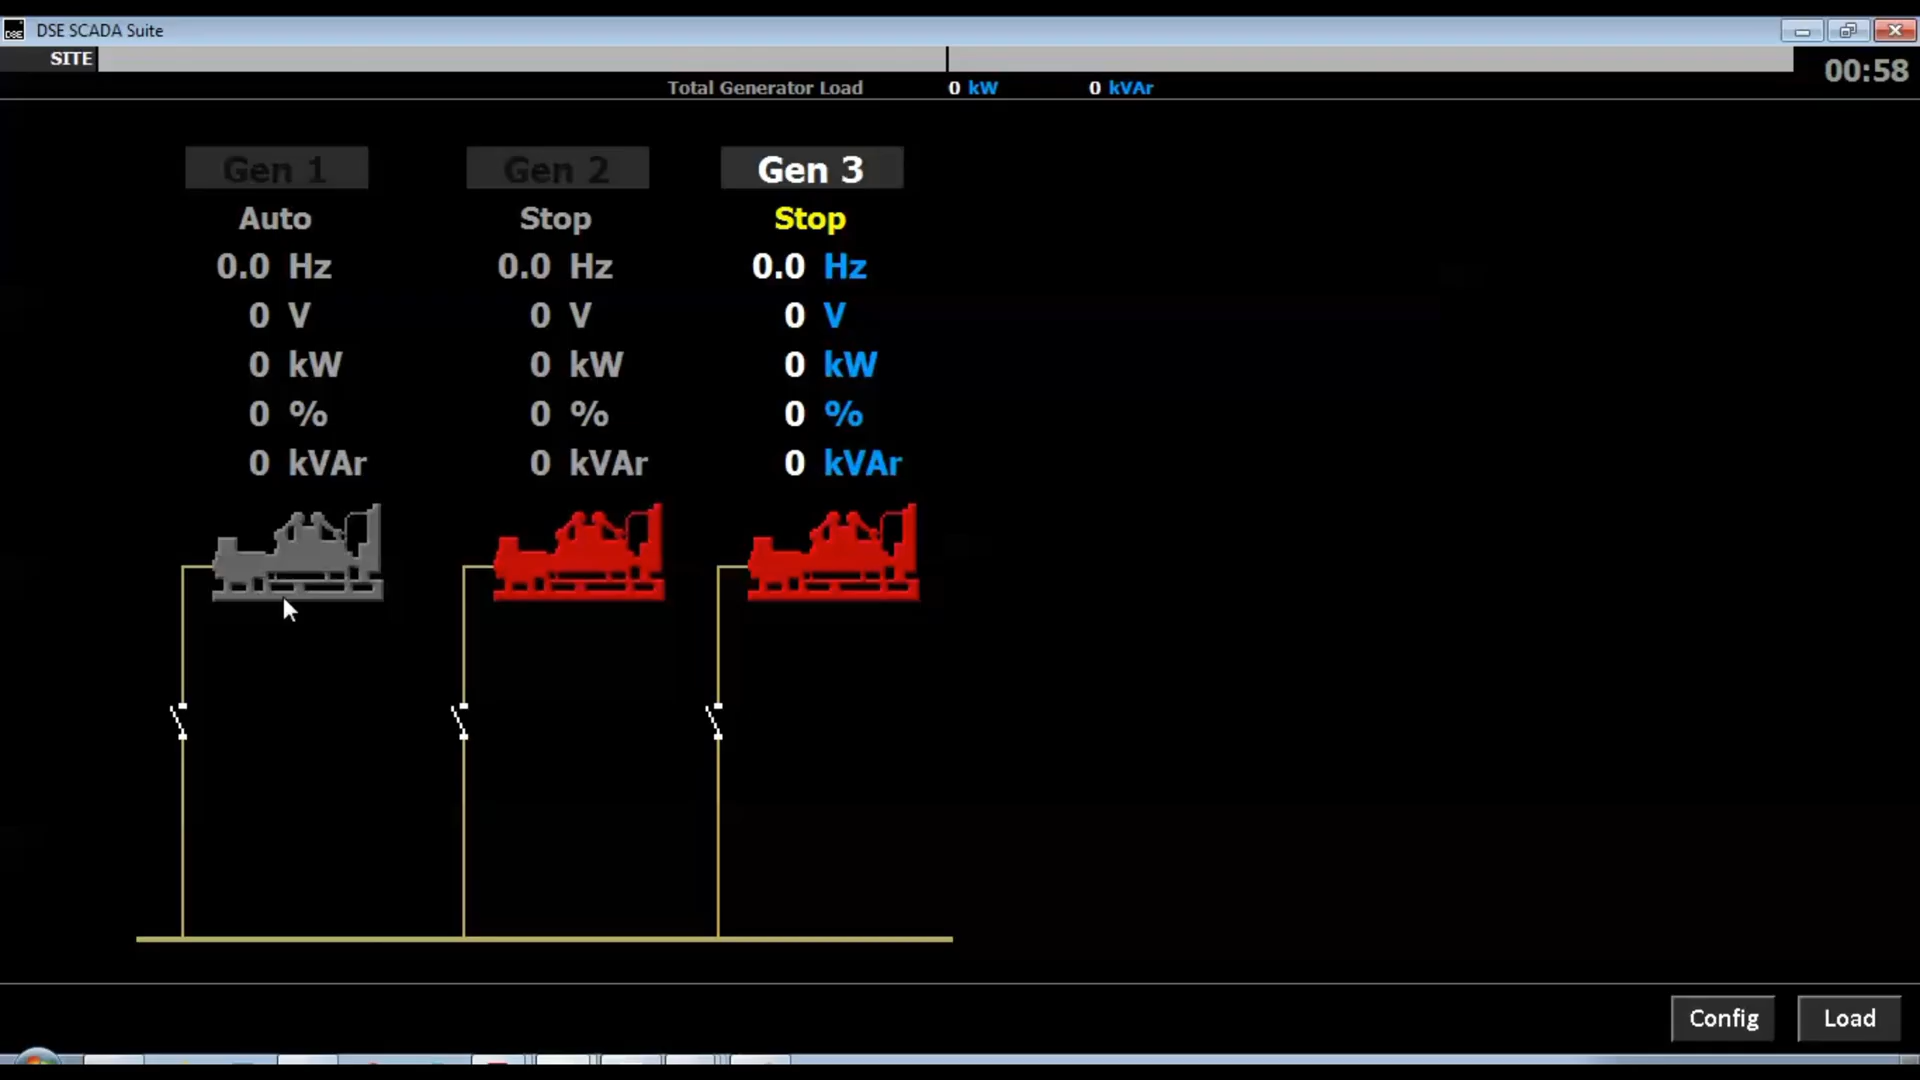 DSE DSE SCADA Suite
SITE
00:58
Total Generator Load 0 kW 0 kVAr
Gen 1 Gen 2 Gen 3
Auto Stop Stop
0.0 Hz 0.0 Hz 0.0 Hz
0 V 0 V 0 V
0 kW 0 kW 0 kW
0 % 0 % 0 %
0 kVAr 0 kVAr 0 kVAr
Config Load